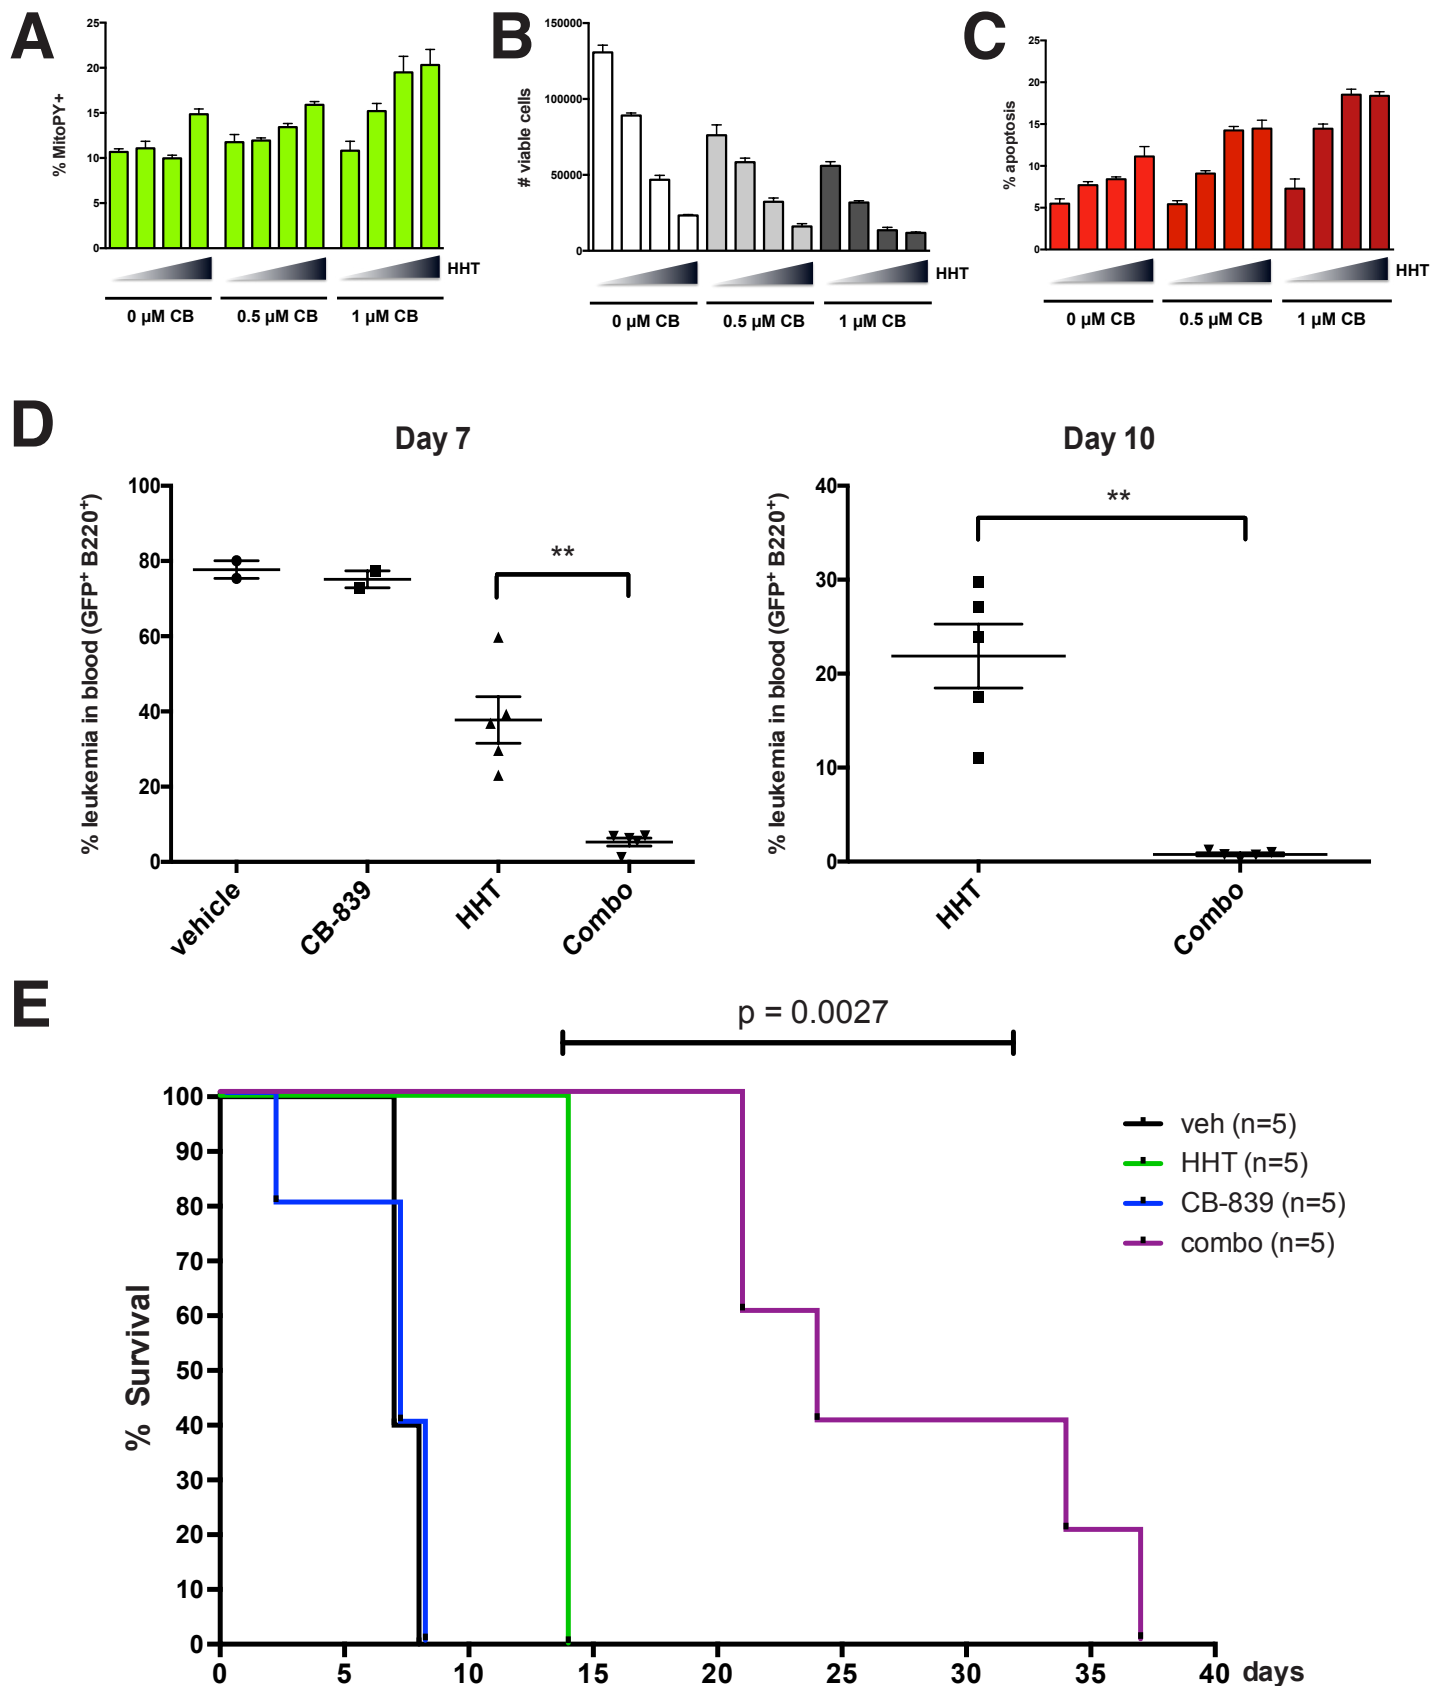 A
% MitoPY+
25
20
15
10
5
0
HHT
0 µM CB
0.5 µM CB
1 µM CB
B
# viable cells
150000
100000
50000
0
HHT
0 µM CB
0.5 µM CB
1 µM CB
C
% apoptosis
25
20
15
10
5
0
HHT
0 µM CB
0.5 µM CB
1 µM CB
D
Day 7
% leukemia in blood (GFP⁺ B220⁺)
100
80
60
40
20
0
**
vehicle
CB-839
HHT
Combo
Day 10
% leukemia in blood (GFP⁺ B220⁺)
40
30
20
10
0
**
HHT
Combo
E
p = 0.0027
% Survival
100
90
80
70
60
50
40
30
20
10
0
0 5 10 15 20 25 30 35 40 days
veh (n=5)
HHT (n=5)
CB-839 (n=5)
combo (n=5)